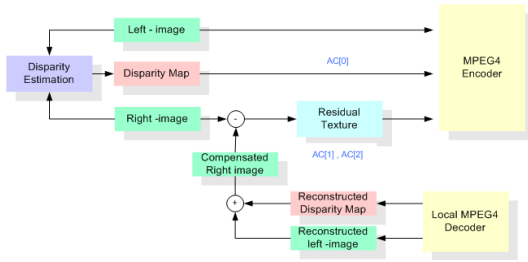 Left - image
Disparity
Estimation
Disparity Map
AC[0]
MPEG4
Encoder
Right -image
-
Residual
Texture
AC[1] , AC[2]
Compensated
Right image
+
Reconstructed
Disparity Map
Reconstructed
left -image
Local MPEG4
Decoder